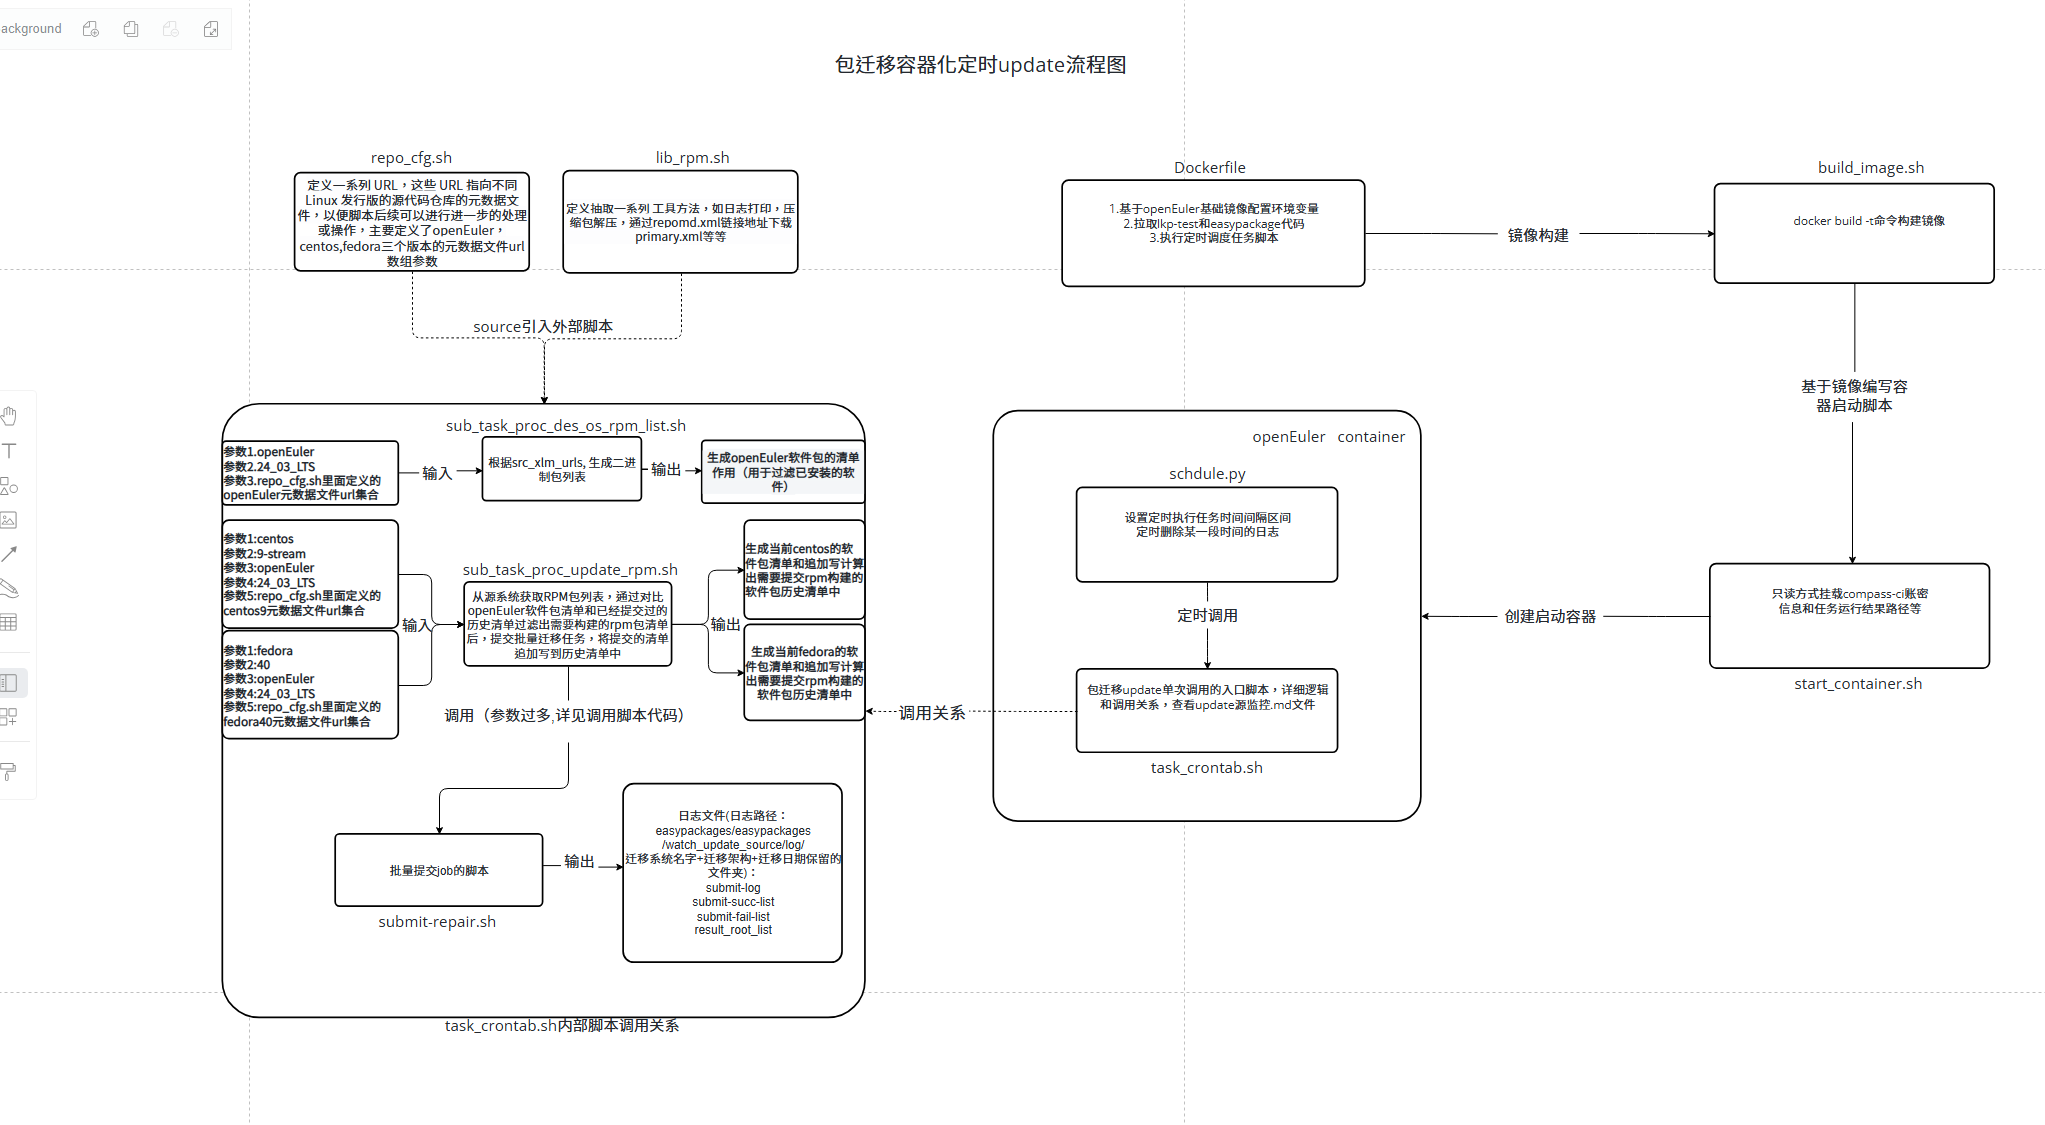 ackground
包迁移容器化定时update流程图
repo_cfg.sh
定义一系列 URL，这些 URL 指向不同
Linux 发行版的源代码仓库的元数据文
件，以便脚本后续可以进行进一步的处理
或操作，主要定义了openEuler，
centos,fedora三个版本的元数据文件url
数组参数
lib_rpm.sh
定义抽取一系列 工具方法，如日志打印，压
缩包解压，通过repomd.xml链接地址下载
primary.xml等等
source引入外部脚本
Dockerfile
1.基于openEuler基础镜像配置环境变量
2.拉取lkp-test和easypackage代码
3.执行定时调度任务脚本
镜像构建
build_image.sh
docker build -t命令构建镜像
基于镜像编写容
器启动脚本
sub_task_proc_des_os_rpm_list.sh
参数1.openEuler
参数2.24_03_LTS
参数3.repo_cfg.sh里面定义的
openEuler元数据文件url集合
输入
根据src_xlm_urls, 生成二进
制包列表
输出
生成openEuler软件包的清单
作用（用于过滤已安装的软
件）
参数1:centos
参数2:9-stream
参数3:openEuler
参数4:24_03_LTS
参数5:repo_cfg.sh里面定义的
centos9元数据文件url集合
参数1:fedora
参数2:40
参数3:openEuler
参数4:24_03_LTS
参数5:repo_cfg.sh里面定义的
fedora40元数据文件url集合
输入
sub_task_proc_update_rpm.sh
从源系统获取RPM包列表，通过对比
openEuler软件包清单和已经提交过的
历史清单过滤出需要构建的rpm包清单
后，提交批量迁移任务，将提交的清单
追加写到历史清单中
输出
生成当前centos的软
件包清单和追加写计算
出需要提交rpm构建的
软件包历史清单中
生成当前fedora的软
件包清单和追加写计算
出需要提交rpm构建的
软件包历史清单中
调用（参数过多,详见调用脚本代码）
批量提交job的脚本
submit-repair.sh
输出
日志文件(日志路径：
easypackages/easypackages
/watch_update_source/log/
迁移系统名字+迁移架构+迁移日期保留的
文件夹)：
submit-log
submit-succ-list
submit-fail-list
result_root_list
task_crontab.sh内部脚本调用关系
调用关系
openEuler container
schdule.py
设置定时执行任务时间间隔区间
定时删除某一段时间的日志
定时调用
包迁移update单次调用的入口脚本，详细逻辑
和调用关系，查看update源监控.md文件
task_crontab.sh
创建启动容器
只读方式挂载compass-ci账密
信息和任务运行结果路径等
start_container.sh